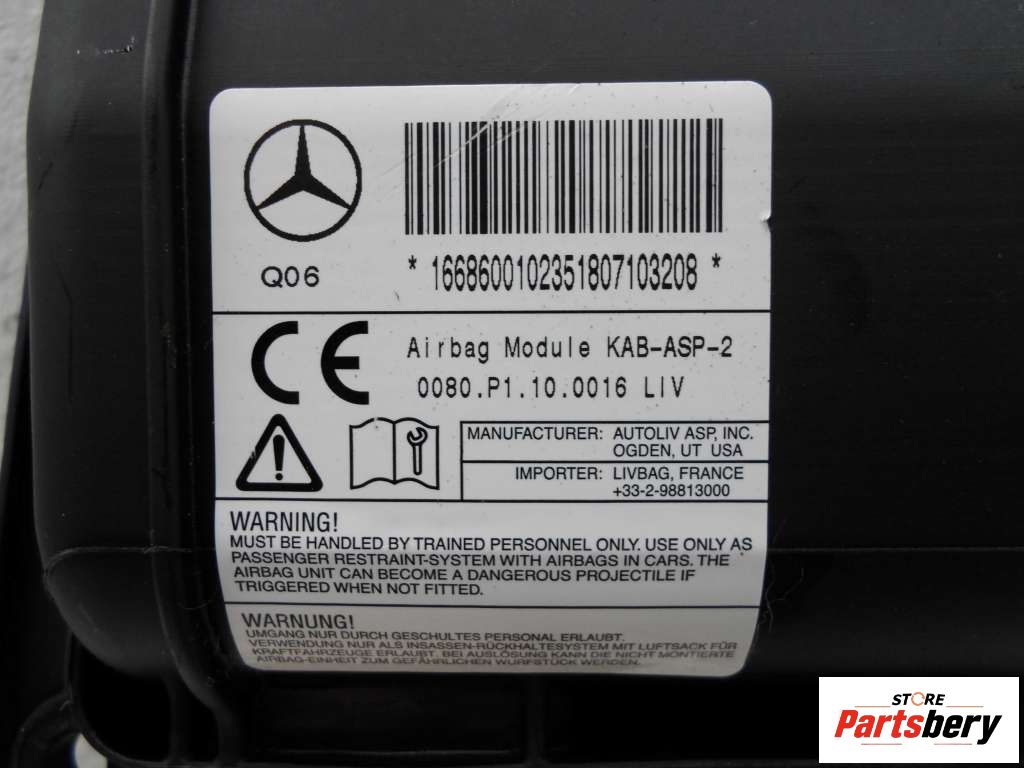 * 1668600102351807103208 *
Q06
CE
Airbag Module KAB-ASP-2
0080.P1.10.0016 LIV
MANUFACTURER: AUTOLIV ASP, INC.
OGDEN, UT USA
IMPORTER: LIVBAG, FRANCE
+33-2-98813000
WARNING!
MUST BE HANDLED BY TRAINED PERSONNEL ONLY. USE ONLY AS
PASSENGER RESTRAINT-SYSTEM WITH AIRBAGS IN CARS. THE
AIRBAG UNIT CAN BECOME A DANGEROUS PROJECTILE IF
TRIGGERED WHEN NOT FITTED.
WARNUNG!
UMGANG NUR DURCH GESCHULTES PERSONAL ERLAUBT.
VERWENDUNG NUR ALS INSASSEN-RÜCKHALTESYSTEM MIT LUFTSACK FÜR
KRAFTFAHRZEUGE ERLAUBT. BEI AUSLÖSUNG KANN DIE NICHT MONTIERTE
AIRBAG-EINHEIT ZUM GEFÄHRLICHEN WURFSTÜCK WERDEN.
STORE
Partsbery